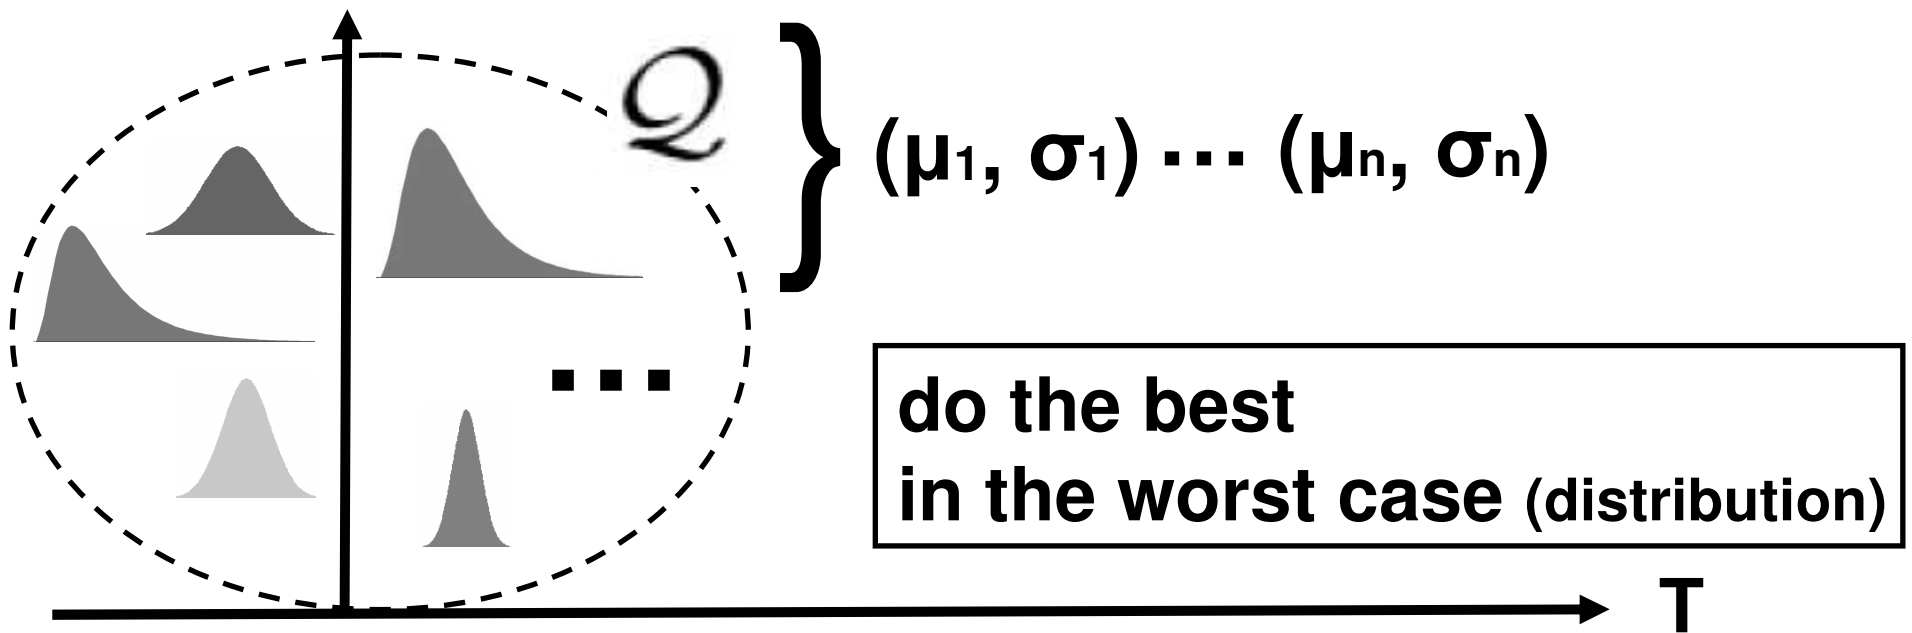 𝒬
(μ1, σ1) ··· (μn, σn)
...
do the best
in the worst case (distribution)
T